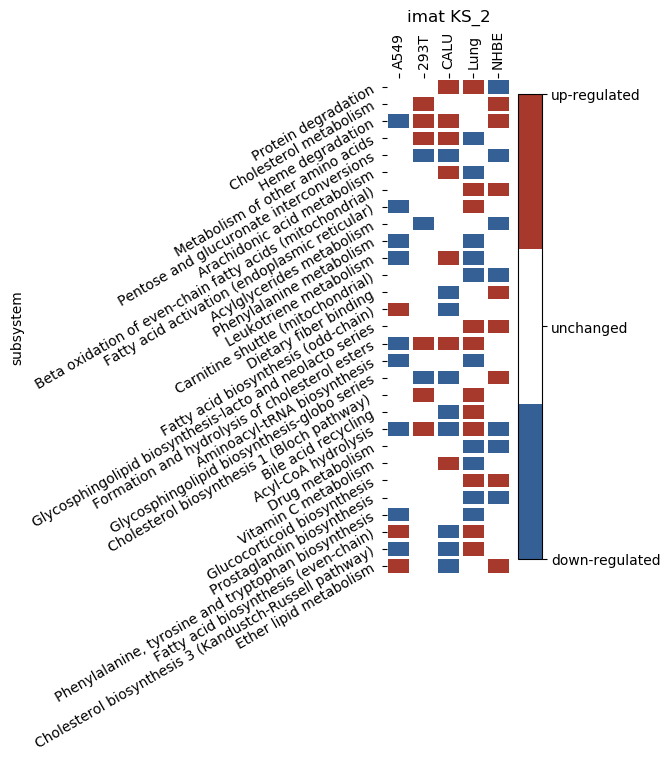 imat KS_2
A549
293T
CALU
Lung
NHBE
up-regulated
unchanged
down-regulated
subsystem
Protein degradation
Cholesterol metabolism
Heme degradation
Metabolism of other amino acids
Pentose and glucuronate interconversions
Arachidonic acid metabolism
Beta oxidation of even-chain fatty acids (mitochondrial)
Fatty acid activation (endoplasmic reticular)
Acylglycerides metabolism
Phenylalanine metabolism
Leukotriene metabolism
Carnitine shuttle (mitochondrial)
Dietary fiber binding
Fatty acid biosynthesis (odd-chain)
Glycosphingolipid biosynthesis-lacto and neolacto series
Formation and hydrolysis of cholesterol esters
Aminoacyl-tRNA biosynthesis
Glycosphingolipid biosynthesis-globo series
Cholesterol biosynthesis 1 (Bloch pathway)
Bile acid recycling
Acyl-CoA hydrolysis
Drug metabolism
Vitamin C metabolism
Glucocorticoid biosynthesis
Prostaglandin biosynthesis
Phenylalanine, tyrosine and tryptophan biosynthesis
Fatty acid biosynthesis (even-chain)
Cholesterol biosynthesis 3 (Kandustch-Russell pathway)
Ether lipid metabolism